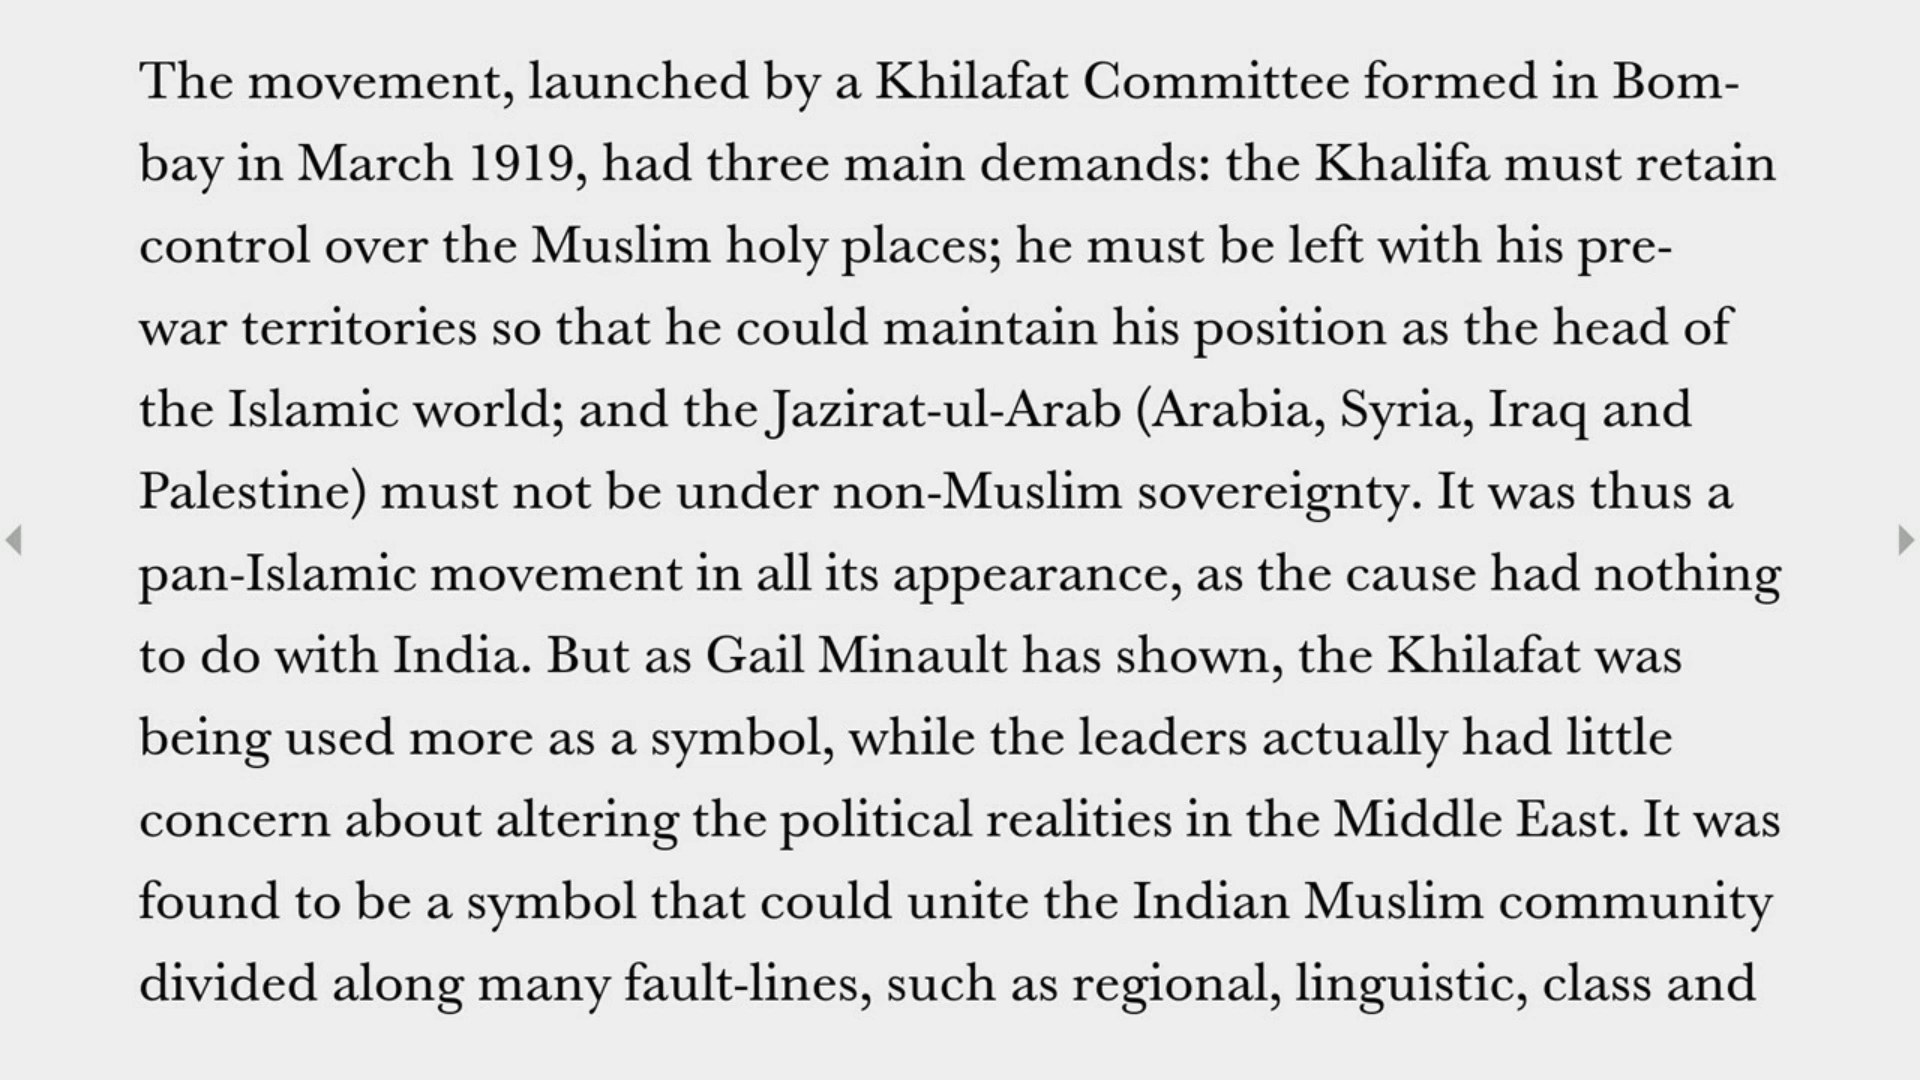 The movement, launched by a Khilafat Committee formed in Bom-
bay in March 1919, had three main demands: the Khalifa must retain
control over the Muslim holy places; he must be left with his pre-
war territories so that he could maintain his position as the head of
the Islamic world; and the Jazirat-ul-Arab (Arabia, Syria, Iraq and
Palestine) must not be under non-Muslim sovereignty. It was thus a
pan-Islamic movement in all its appearance, as the cause had nothing
to do with India. But as Gail Minault has shown, the Khilafat was
being used more as a symbol, while the leaders actually had little
concern about altering the political realities in the Middle East. It was
found to be a symbol that could unite the Indian Muslim community
divided along many fault-lines, such as regional, linguistic, class and